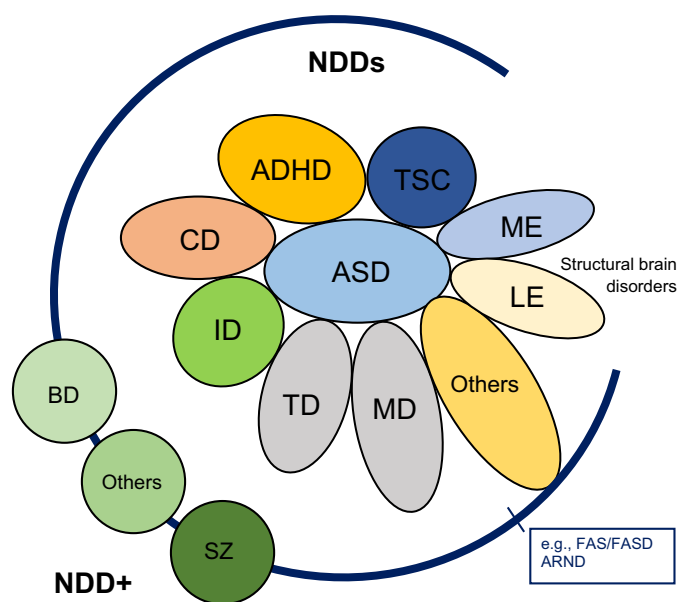 NDDs
ADHD
TSC
CD
ME
ASD
Structural brain
disorders
LE
ID
BD
TD
MD
Others
Others
SZ
NDD+
e.g., FAS/FASD
ARND